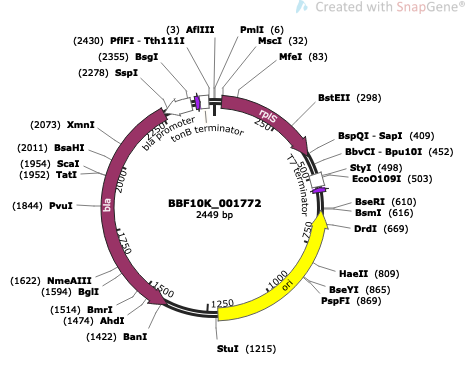 Created with SnapGene®
(3) AflIII
PmlI (6)
(2430) PflFI - Tth111I
MscI (32)
(2355) BsgI
MfeI (83)
(2278) SspI
BstEII (298)
(2073) XmnI
BspQI - SapI (409)
(2011) BsaHI
BbvCI - Bpu10I (452)
(1954) ScaI
StyI (498)
(1952) TatI
EcoO109I (503)
(1844) PvuI
BseRI (610)
BsmI (616)
DrdI (669)
(1622) NmeAIII
HaeII (809)
(1594) BglI
BseYI (865)
PspFI (869)
(1514) BmrI
(1474) AhdI
(1422) BanI
StuI (1215)
BBF10K_001772
2449 bp
rplS
bla promoter
tonB terminator
T7 terminator
bla
ori
250
500
750
1000
1250
1500
1750
2000
2250